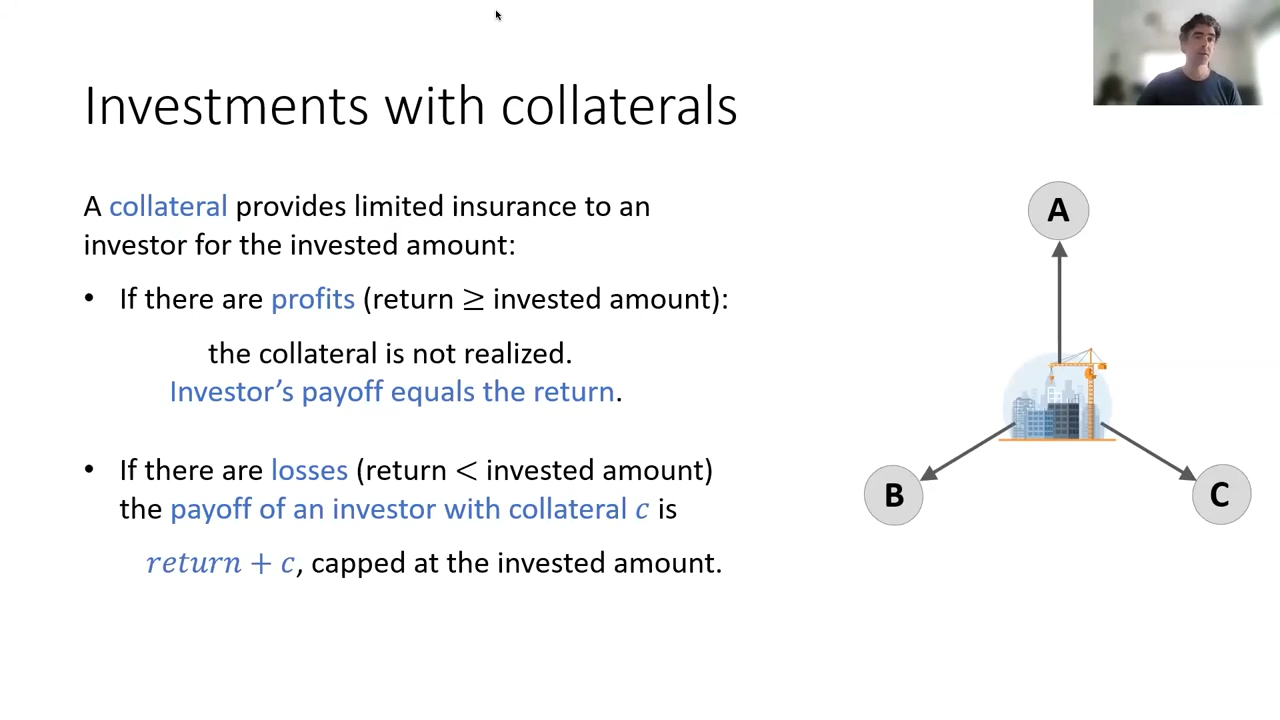 Investments with collaterals
A collateral provides limited insurance to an
investor for the invested amount:
• If there are profits (return ≥ invested amount):
the collateral is not realized.
Investor’s payoff equals the return.
• If there are losses (return < invested amount)
the payoff of an investor with collateral c is
return + c, capped at the invested amount.
A
B
C